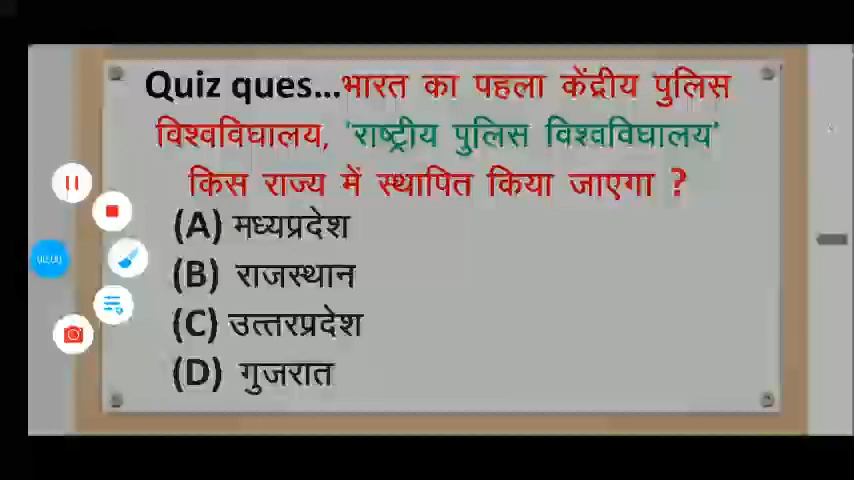 Quiz ques...भारत का पहला केंद्रीय पुलिस
विश्वविघालय, 'राष्ट्रीय पुलिस विश्वविघालय'
किस राज्य में स्थापित किया जाएगा ?
(A) मध्यप्रदेश
(B) राजस्थान
(C) उत्तरप्रदेश
(D) गुजरात